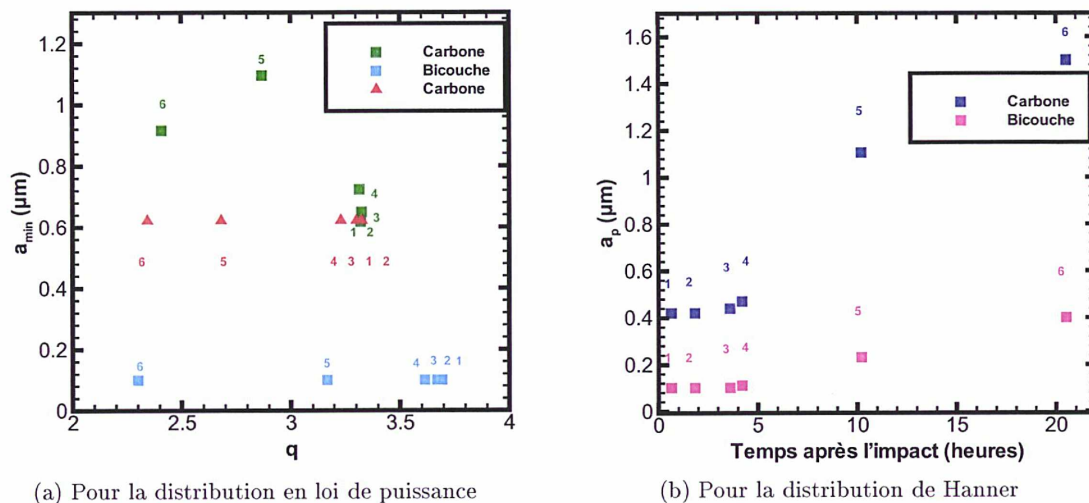 1.2
1
0.8
0.6
0.4
0.2
0
a_min (µm)
2 2.5 3 3.5 4
q
Carbone
Bicouche
Carbone
5
6
4
3
1 2
6 5 4 3 1 2
6 5 4 3 2 1
(a) Pour la distribution en loi de puissance
1.6
1.4
1.2
1
0.8
0.6
0.4
0.2
0
a_p (µm)
0 5 10 15 20
Temps après l'impact (heures)
Carbone
Bicouche
6
5
1 2 3 4
6
5
1 2 3 4
(b) Pour la distribution de Hanner